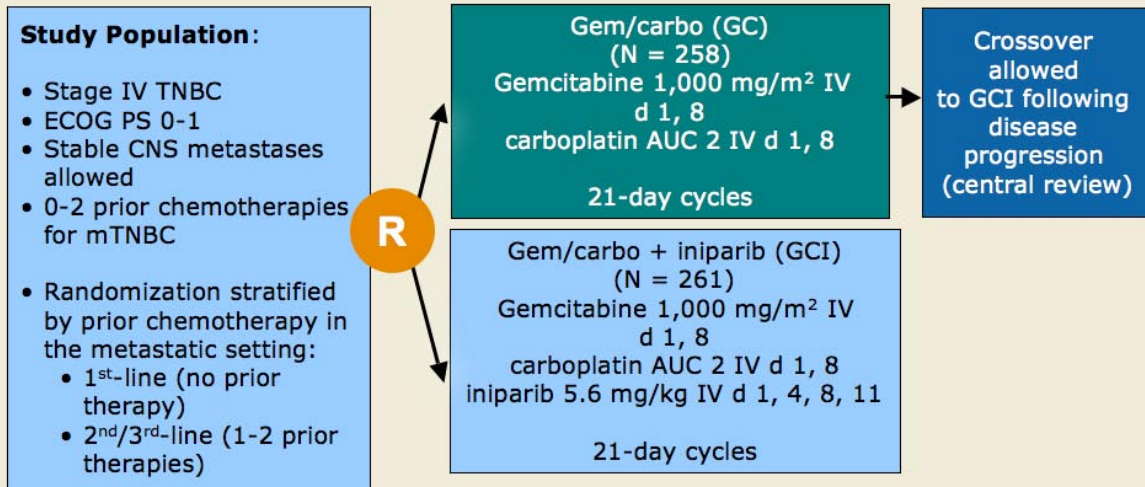 Study Population:
• Stage IV TNBC
• ECOG PS 0-1
• Stable CNS metastases
allowed
• 0-2 prior chemotherapies
for mTNBC
• Randomization stratified
by prior chemotherapy in
the metastatic setting:
• 1st-line (no prior
therapy)
• 2nd/3rd-line (1-2 prior
therapies)
R
Gem/carbo (GC)
(N = 258)
Gemcitabine 1,000 mg/m² IV
d 1, 8
carboplatin AUC 2 IV d 1, 8
21-day cycles
Crossover
allowed
to GCI following
disease
progression
(central review)
Gem/carbo + iniparib (GCI)
(N = 261)
Gemcitabine 1,000 mg/m² IV
d 1, 8
carboplatin AUC 2 IV d 1, 8
iniparib 5.6 mg/kg IV d 1, 4, 8, 11
21-day cycles